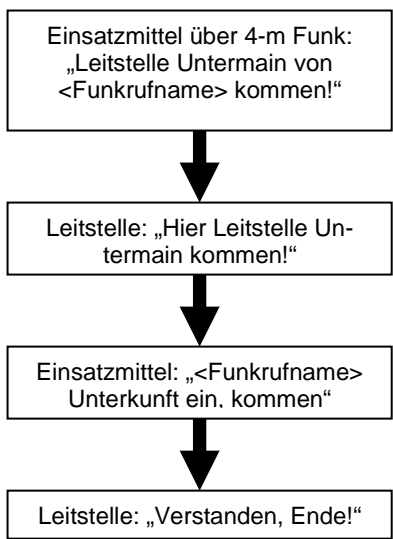 Einsatzmittel über 4-m Funk:
„Leitstelle Untermain von
<Funkrufname> kommen!“
Leitstelle: „Hier Leitstelle Un-
termain kommen!“
Einsatzmittel: „<Funkrufname>
Unterkunft ein, kommen“
Leitstelle: „Verstanden, Ende!“